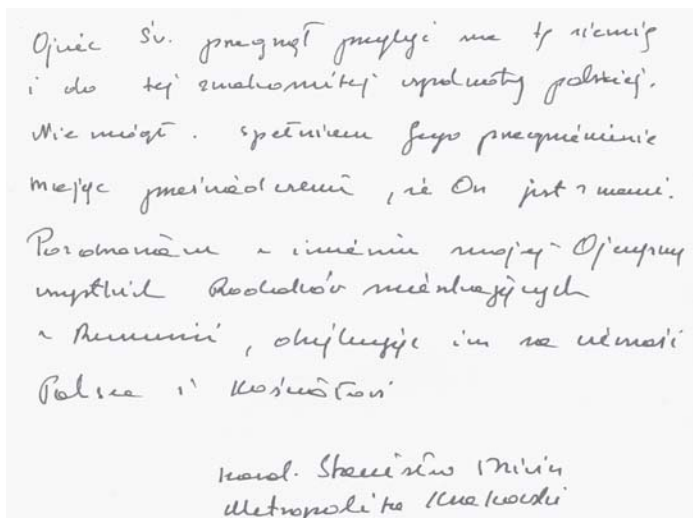 Ojciec Św. pragnął przybyć na tę ziemię
i do tej znakomitej wspólnoty polskiej.
Nie mógł. Spełniam Jego pragnienie
mając przeświadczenie, że On jest z nami.
Pozdrawiam w imieniu mojej Ojczyzny
wszystkich Rodaków mieszkających
w Rumunii, dziękując im za wierność
Polsce i Kościołowi
Kard. Stanisław Dziwisz
Metropolita Krakowski